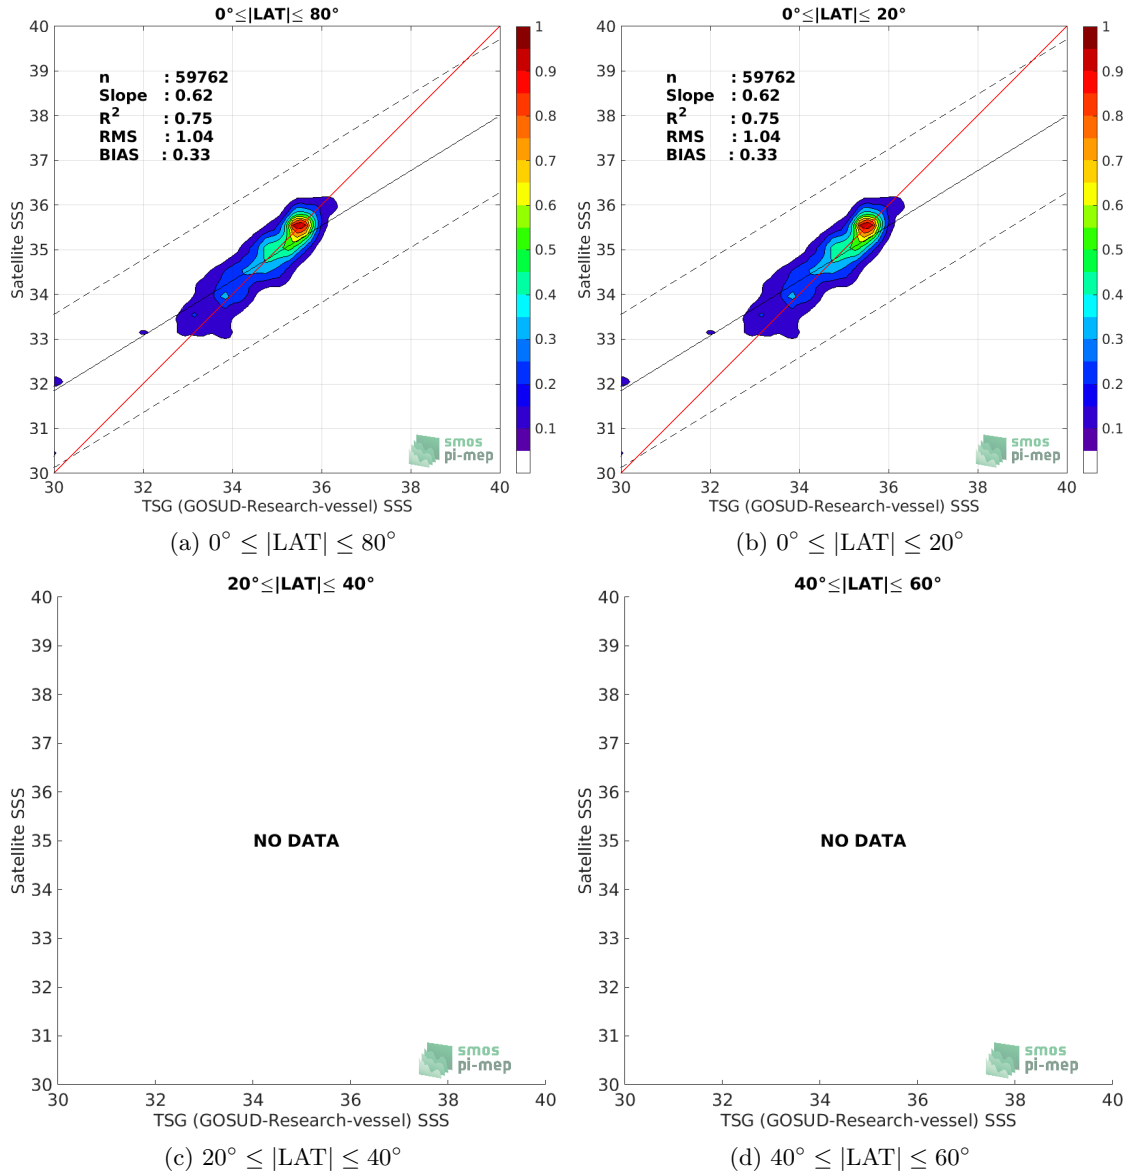 0°≤|LAT|≤ 80°
40
39
38
37
36
35
34
33
32
31
30
Satellite SSS
n : 59762
Slope : 0.62
R² : 0.75
RMS : 1.04
BIAS : 0.33
1
0.9
0.8
0.7
0.6
0.5
0.4
0.3
0.2
0.1
smos
pi-mep
30 32 34 36 38 40
TSG (GOSUD-Research-vessel) SSS
(a) 0° ≤ |LAT| ≤ 80°
0°≤|LAT|≤ 20°
40
39
38
37
36
35
34
33
32
31
30
Satellite SSS
n : 59762
Slope : 0.62
R² : 0.75
RMS : 1.04
BIAS : 0.33
1
0.9
0.8
0.7
0.6
0.5
0.4
0.3
0.2
0.1
smos
pi-mep
30 32 34 36 38 40
TSG (GOSUD-Research-vessel) SSS
(b) 0° ≤ |LAT| ≤ 20°
20°≤|LAT|≤ 40°
40
39
38
37
36
35
34
33
32
31
30
Satellite SSS
NO DATA
smos
pi-mep
30 32 34 36 38 40
TSG (GOSUD-Research-vessel) SSS
(c) 20° ≤ |LAT| ≤ 40°
40°≤|LAT|≤ 60°
40
39
38
37
36
35
34
33
32
31
30
Satellite SSS
NO DATA
smos
pi-mep
30 32 34 36 38 40
TSG (GOSUD-Research-vessel) SSS
(d) 40° ≤ |LAT| ≤ 60°